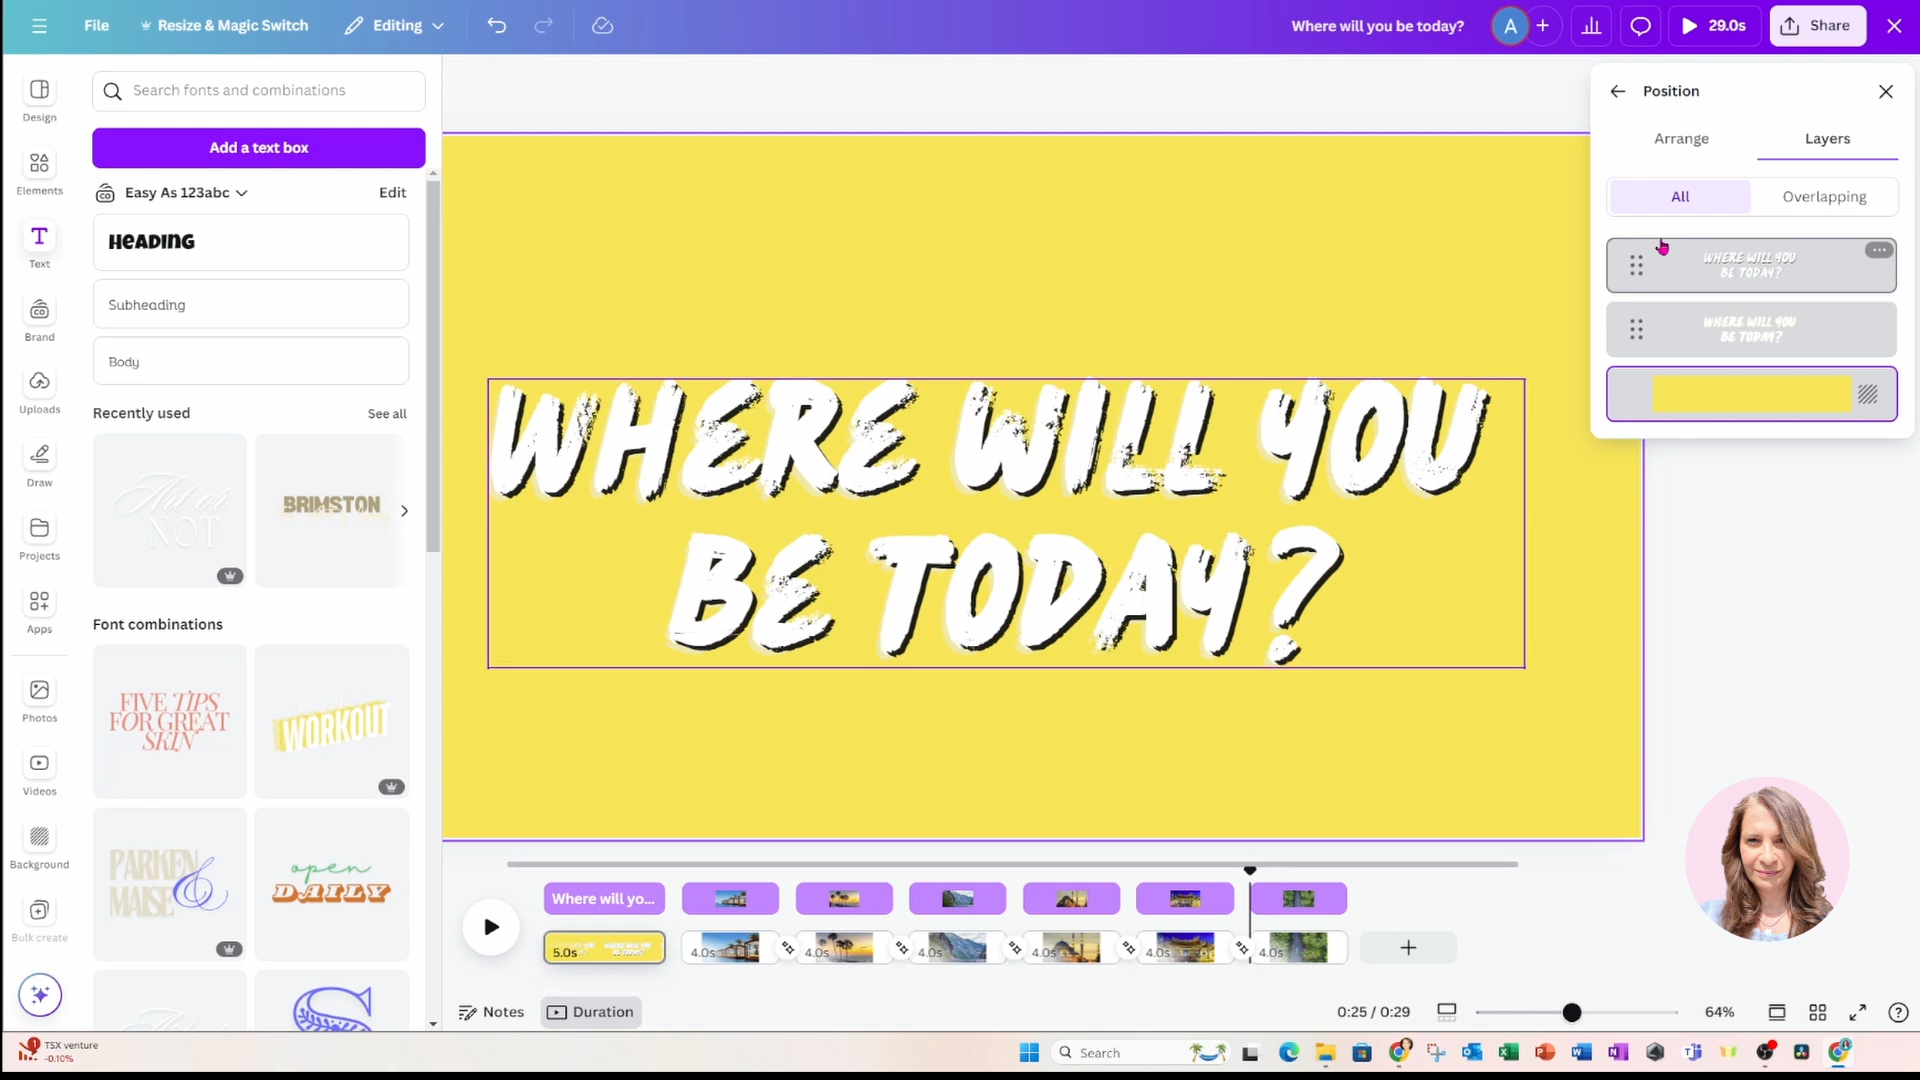 File
Resize & Magic Switch
Editing
Where will you be today?
A
29.0s
Share
Design
Elements
Text
Brand
Uploads
Draw
Projects
Apps
Photos
Videos
Background
Bulk create
Search fonts and combinations
Add a text box
Easy As 123abc
Edit
Heading
Subheading
Body
Recently used
See all
Art or
NOT
BRIMSTON
Font combinations
FIVE TIPS
FOR GREAT
SKIN
WORKOUT
PARKEN
MAISE &
open
DAILY
S
WHERE WILL YOU
BE TODAY?
Position
Arrange
Layers
All
Overlapping
WHERE WILL YOU
BE TODAY?
WHERE WILL YOU
BE TODAY?
Where will yo...
5.0s
4.0s
4.0s
4.0s
4.0s
4.0s
4.0s
Notes
Duration
0:25 / 0:29
64%
1
TSX venture
-0.10%
Search